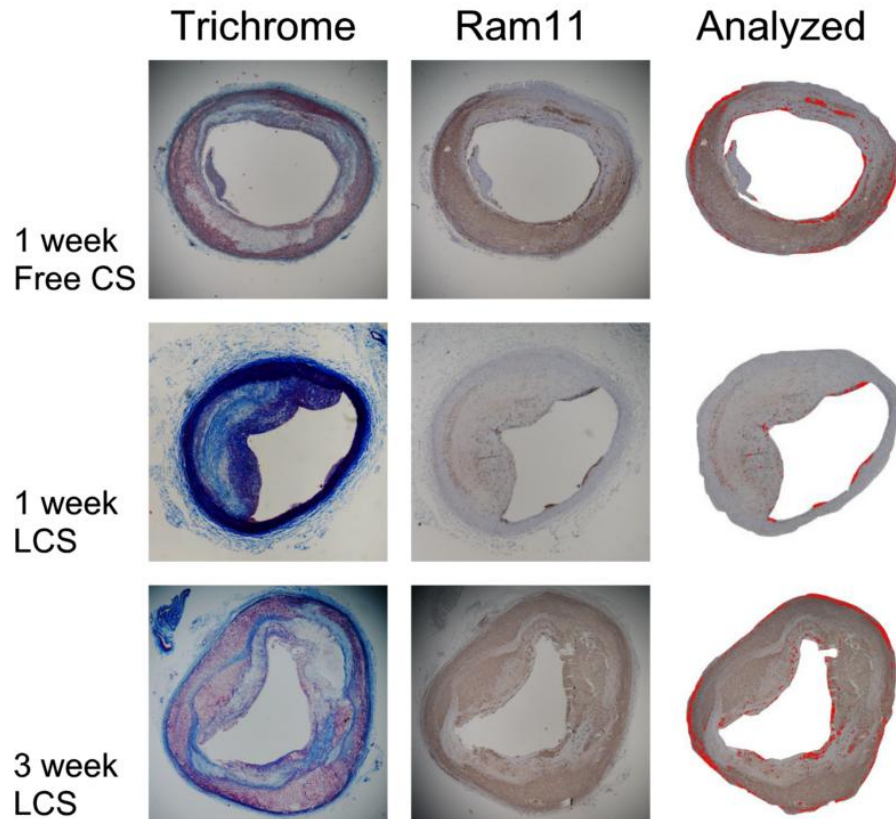 Trichrome
Ram11
Analyzed
1 week
Free CS
1 week
LCS
3 week
LCS